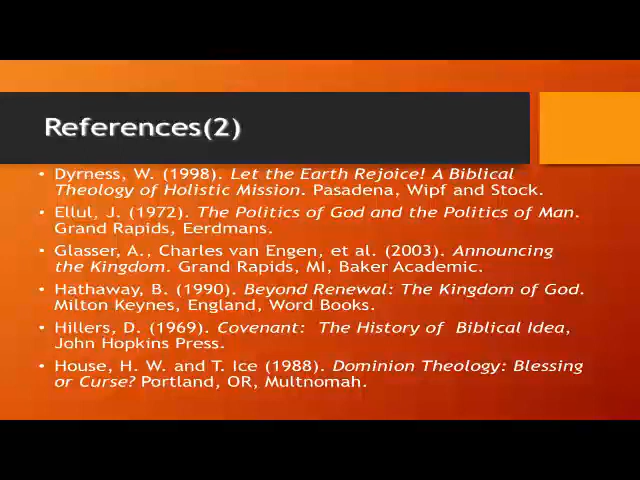 References(2)
• Dyrness, W. (1998). Let the Earth Rejoice! A Biblical
Theology of Holistic Mission. Pasadena, Wipf and Stock.
• Ellul, J. (1972). The Politics of God and the Politics of Man.
Grand Rapids, Eerdmans.
• Glasser, A., Charles van Engen, et al. (2003). Announcing
the Kingdom. Grand Rapids, MI, Baker Academic.
• Hathaway, B. (1990). Beyond Renewal: The Kingdom of God.
Milton Keynes, England, Word Books.
• Hillers, D. (1969). Covenant: The History of Biblical Idea,
John Hopkins Press.
• House, H. W. and T. Ice (1988). Dominion Theology: Blessing
or Curse? Portland, OR, Multnomah.